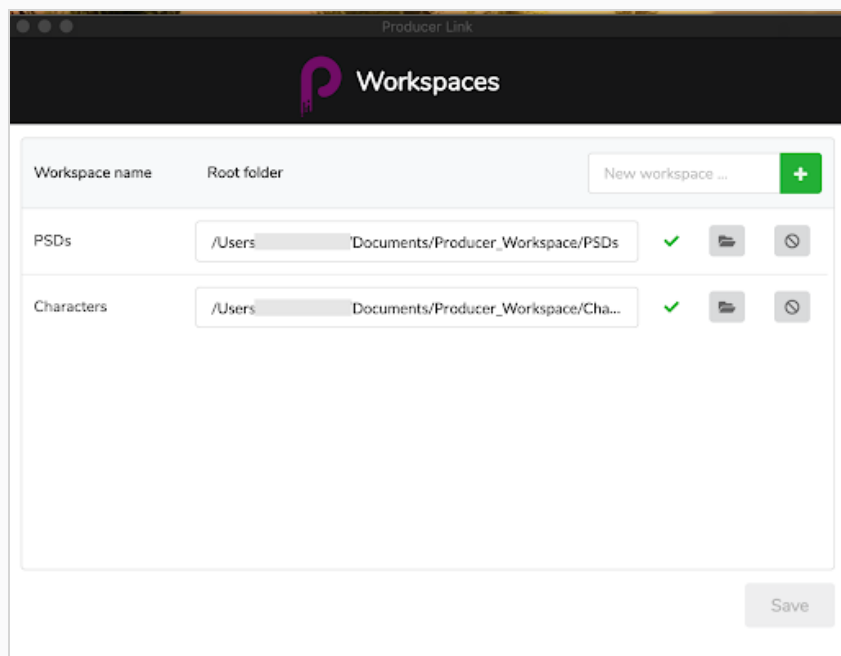 Producer Link
Workspaces
Workspace name Root folder New workspace ...
PSDs /Users /Documents/Producer_Workspace/PSDs
Characters /Users Documents/Producer_Workspace/Cha...
Save